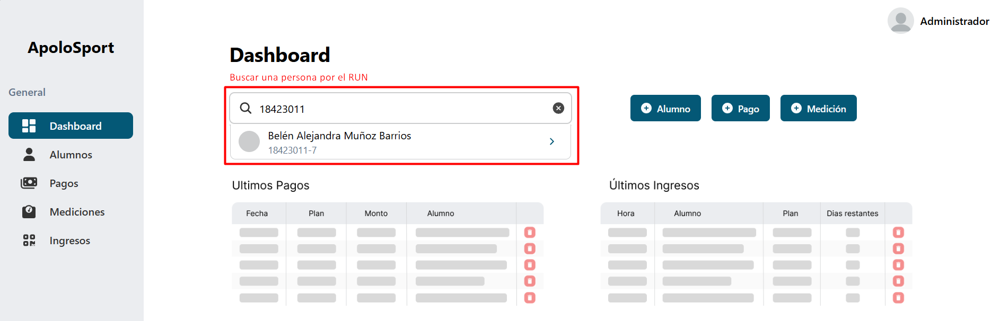 ApoloSport
General
Dashboard
Alumnos
Pagos
Mediciones
Ingresos
Administrador
Dashboard
Buscar una persona por el RUN
18423011
Belén Alejandra Muñoz Barrios
18423011-7
Alumno
Pago
Medición
Ultimos Pagos
Fecha Plan Monto Alumno
Últimos Ingresos
Hora Alumno Plan Dias restantes